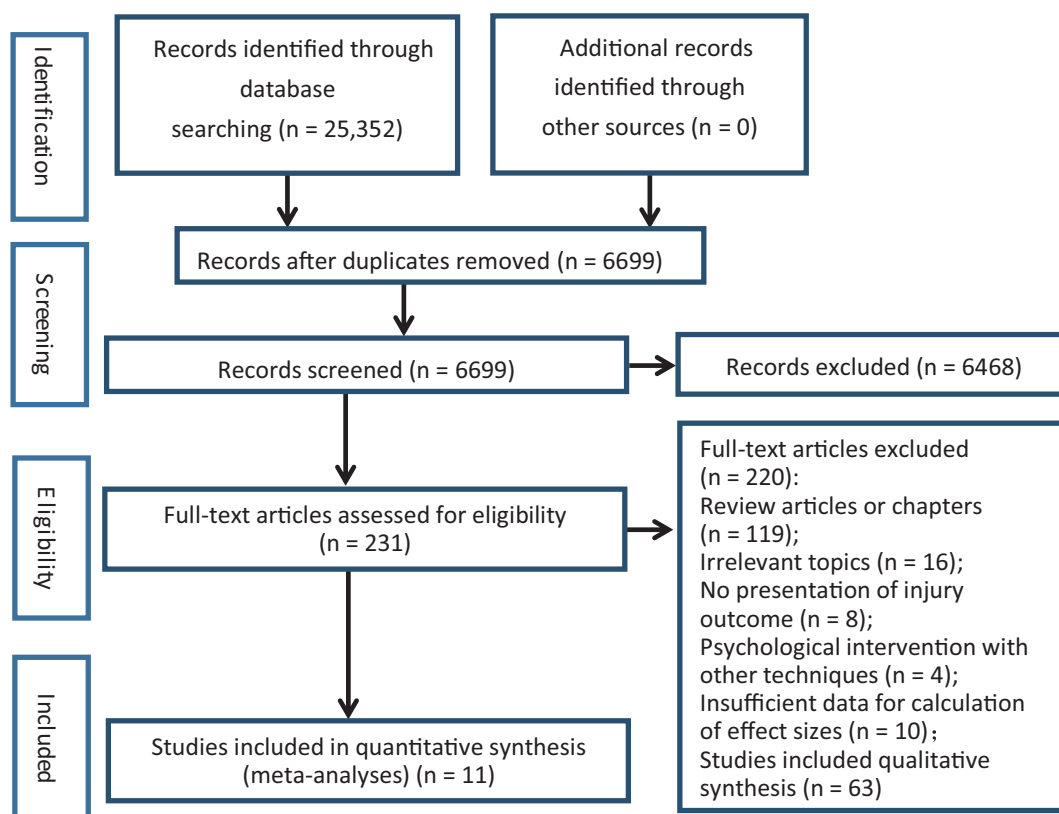 Identification
Records identified through
database
searching (n = 25,352)
Additional records
identified through
other sources (n = 0)
Records after duplicates removed (n = 6699)
Screening
Records screened (n = 6699)
Records excluded (n = 6468)
Eligibility
Full-text articles assessed for eligibility
(n = 231)
Full-text articles excluded
(n = 220):
Review articles or chapters
(n = 119);
Irrelevant topics (n = 16);
No presentation of injury
outcome (n = 8);
Psychological intervention with
other techniques (n = 4);
Insufficient data for calculation
of effect sizes (n = 10)；
Studies included qualitative
synthesis (n = 63)
Included
Studies included in quantitative synthesis
(meta-analyses) (n = 11)